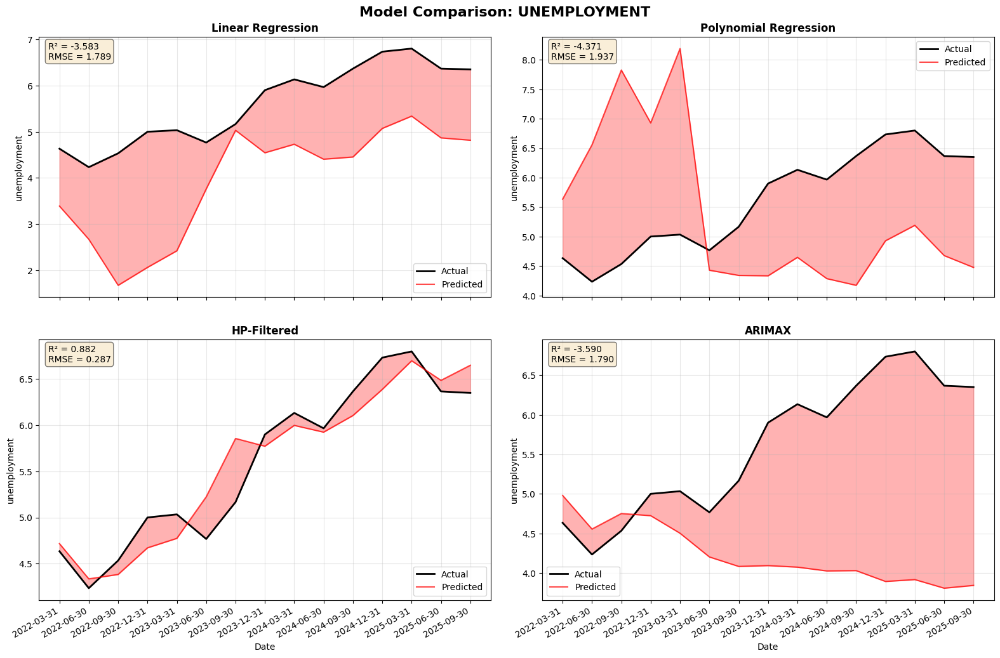 Model Comparison: UNEMPLOYMENT
Linear Regression
R² = -3.583
RMSE = 1.789
7
6
5
4
3
2
unemployment
Actual
Predicted
Polynomial Regression
R² = -4.371
RMSE = 1.937
Actual
Predicted
8.0
7.5
7.0
6.5
6.0
5.5
5.0
4.5
4.0
unemployment
HP-Filtered
R² = 0.882
RMSE = 0.287
6.5
6.0
5.5
5.0
4.5
unemployment
Actual
Predicted
2022-03-31
2022-06-30
2022-09-30
2022-12-31
2023-03-31
2023-06-30
2023-09-30
2023-12-31
2024-03-31
2024-06-30
2024-09-30
2024-12-31
2025-03-31
2025-06-30
2025-09-30
Date
ARIMAX
R² = -3.590
RMSE = 1.790
6.5
6.0
5.5
5.0
4.5
4.0
unemployment
Actual
Predicted
2022-03-31
2022-06-30
2022-09-30
2022-12-31
2023-03-31
2023-06-30
2023-09-30
2023-12-31
2024-03-31
2024-06-30
2024-09-30
2024-12-31
2025-03-31
2025-06-30
2025-09-30
Date